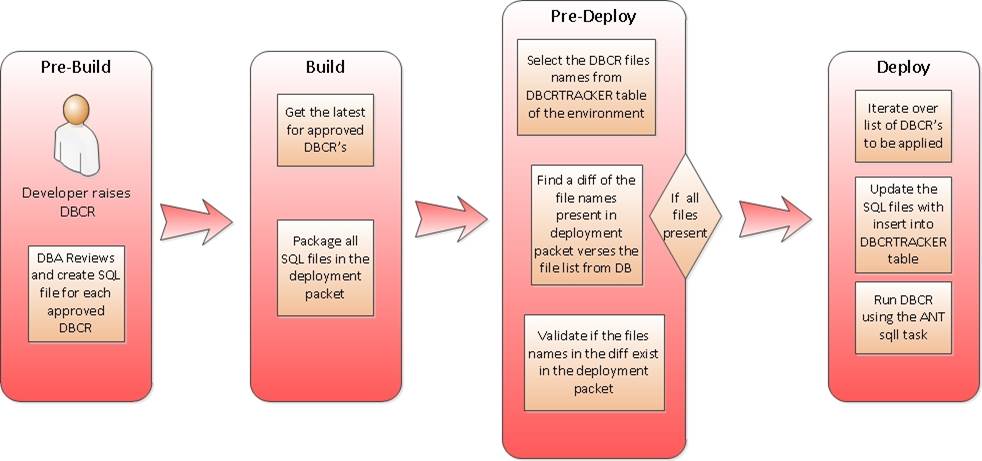 Pre-Build
Developer raises
DBCR
DBA Reviews
and create SQL
file for each
approved
DBCR
Build
Get the latest
for approved
DBCR's
Package all
SQL files in the
deployment
packet
Pre-Deploy
Select the DBCR files
names from
DBCRTRACKER table
of the environment
Find a diff of the
file names
present in
deployment
packet verses the
file list from DB
If all
files
present
Validate if the files
names in the diff exist
in the deployment
packet
Deploy
Iterate over
list of DBCR's
to be applied
Update the
SQL files with
insert into
DBCRTRACKER
table
Run DBCR
using the ANT
sqll task